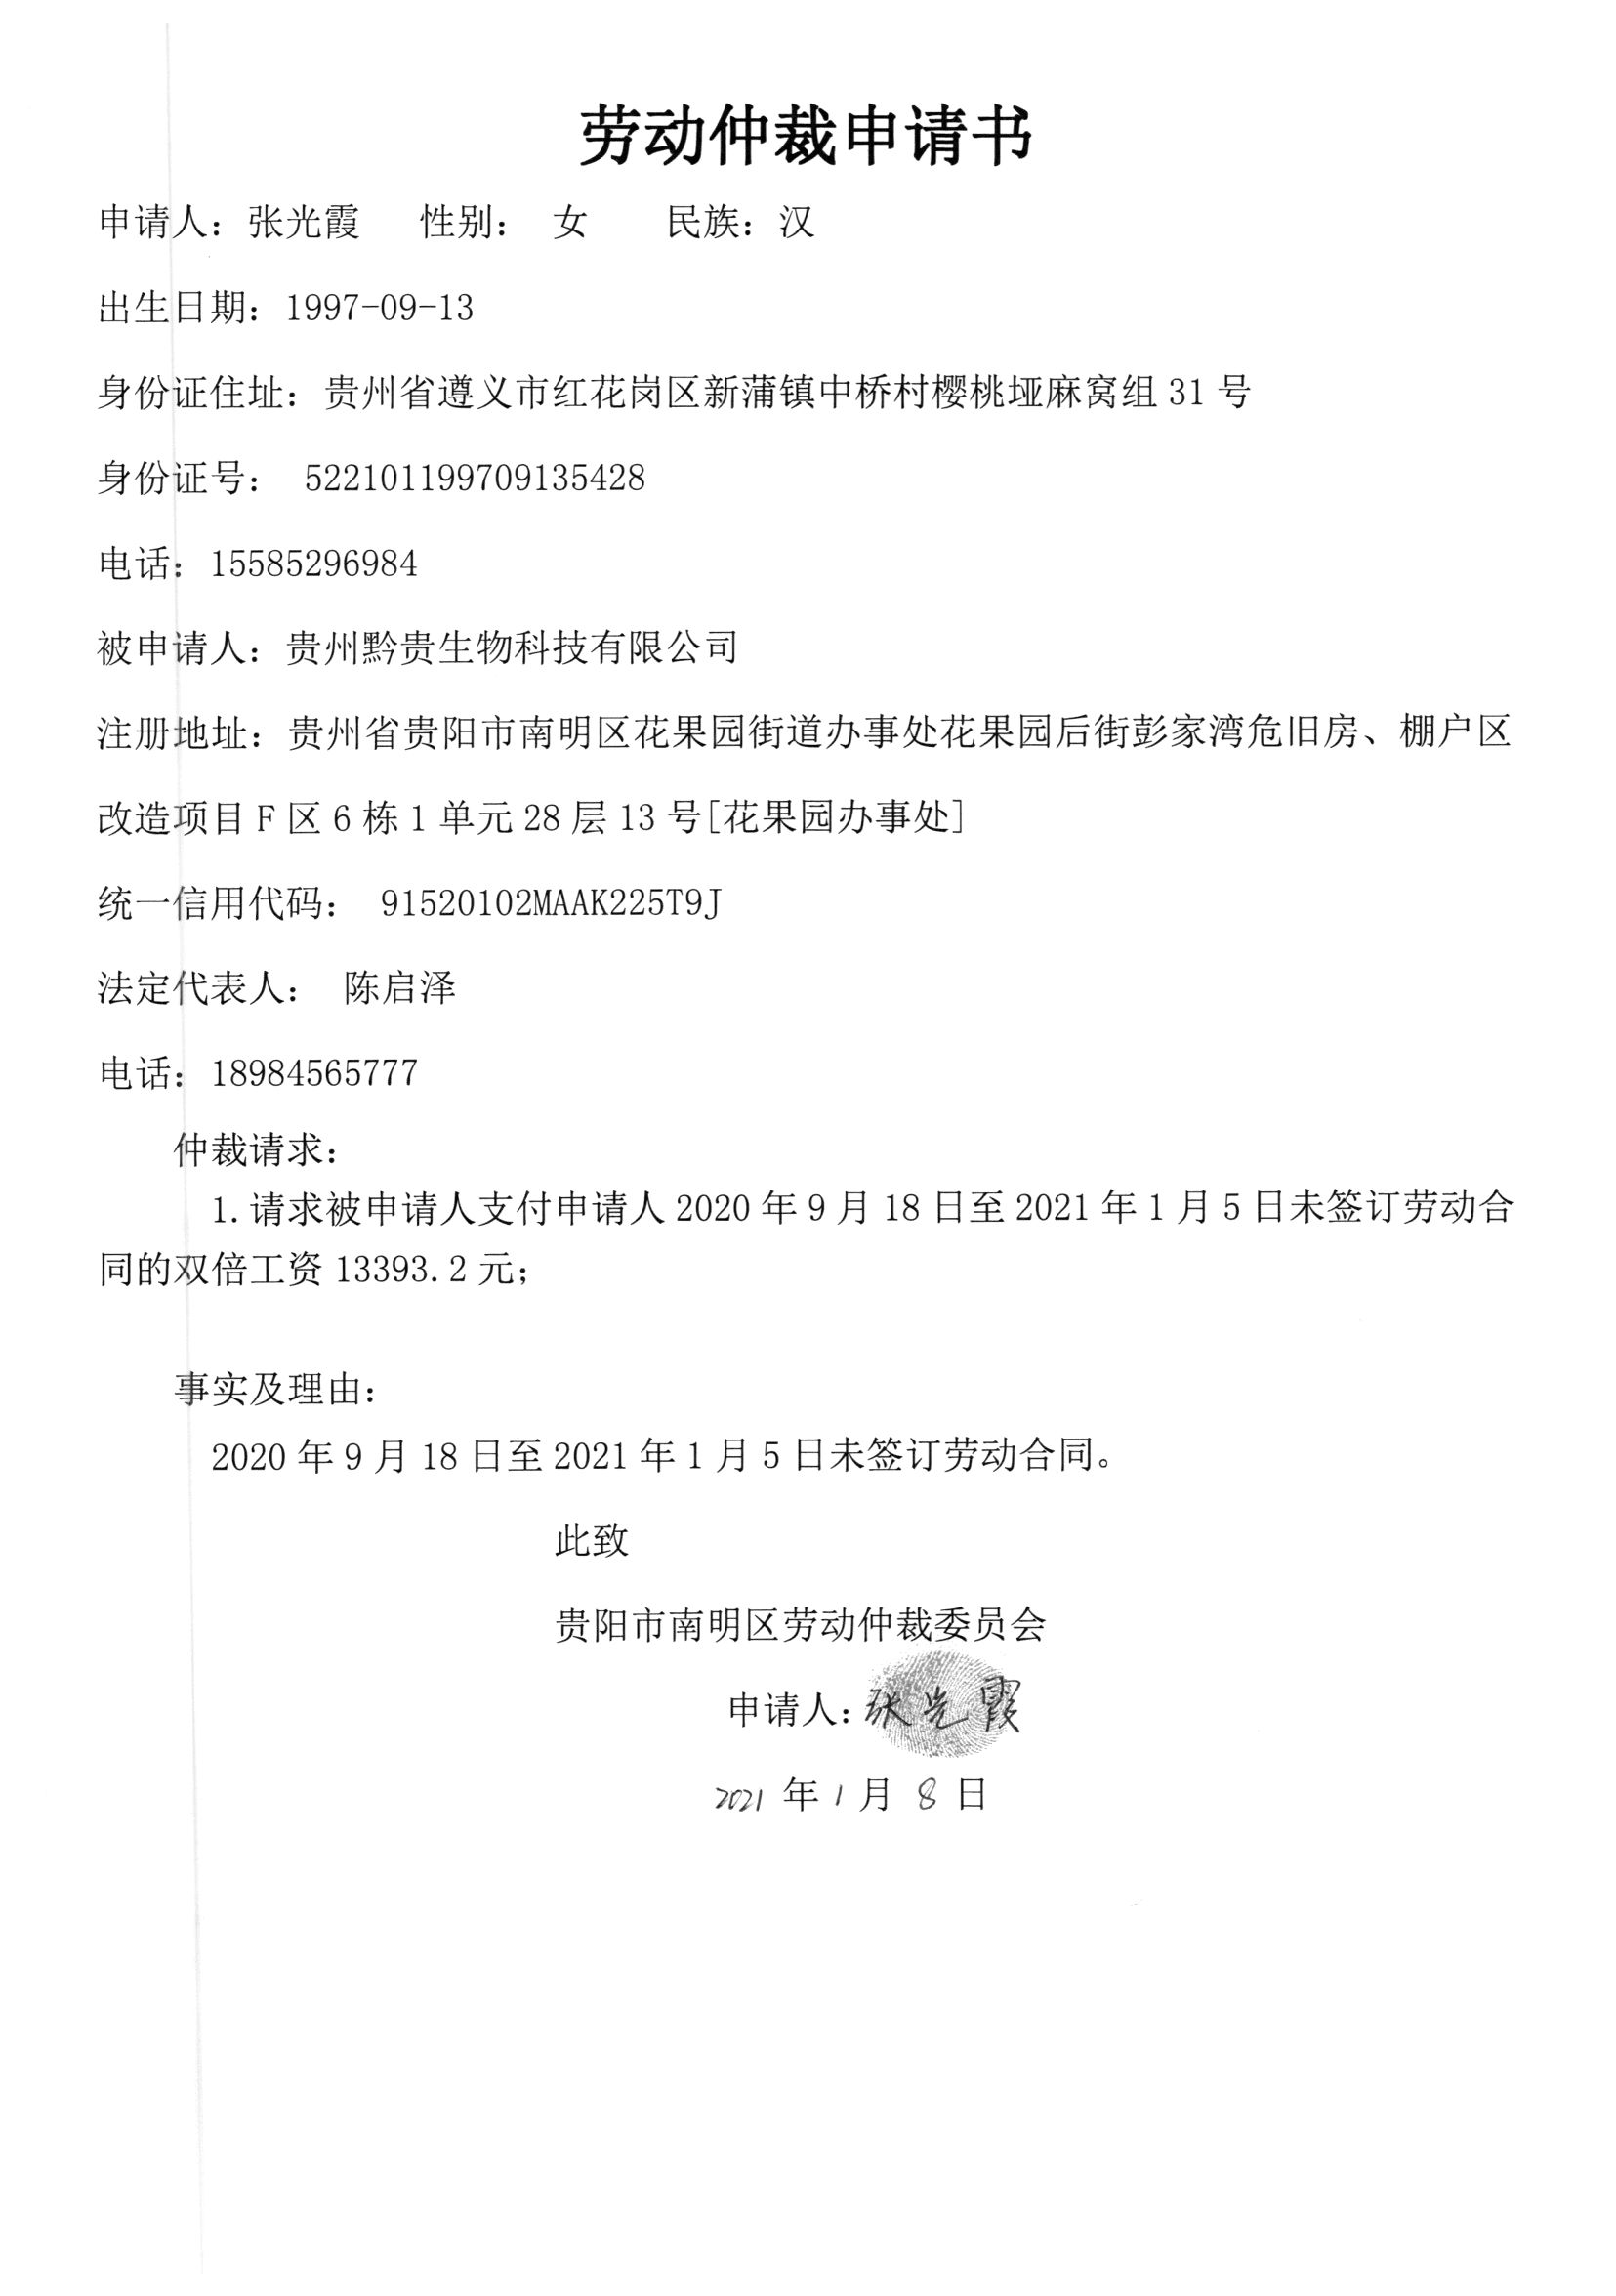 劳动仲裁申请书
申请人：张光霞 性别： 女 民族：汉
出生日期：1997-09-13
身份证住址：贵州省遵义市红花岗区新蒲镇中桥村樱桃垭麻窝组 31 号
身份证号： 522101199709135428
电话：15585296984
被申请人：贵州黔贵生物科技有限公司
注册地址：贵州省贵阳市南明区花果园街道办事处花果园后街彭家湾危旧房、棚户区
改造项目 F 区 6 栋 1 单元 28 层 13 号[花果园办事处]
统一信用代码： 91520102MAAK225T9J
法定代表人： 陈启泽
电话：18984565777
仲裁请求：
1.请求被申请人支付申请人 2020 年 9 月 18 日至 2021 年 1 月 5 日未签订劳动合
同的双倍工资 13393.2 元；
事实及理由：
2020 年 9 月 18 日至 2021 年 1 月 5 日未签订劳动合同。
此致
贵阳市南明区劳动仲裁委员会
申请人：张光霞
2021 年 1 月 8 日